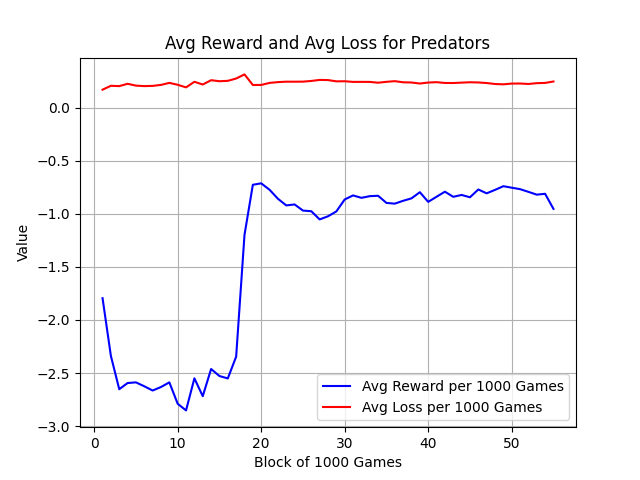 Avg Reward and Avg Loss for Predators
0.0
−0.5
−1.0
−1.5
−2.0
−2.5
−3.0
Value
0 10 20 30 40 50
Block of 1000 Games
Avg Reward per 1000 Games
Avg Loss per 1000 Games